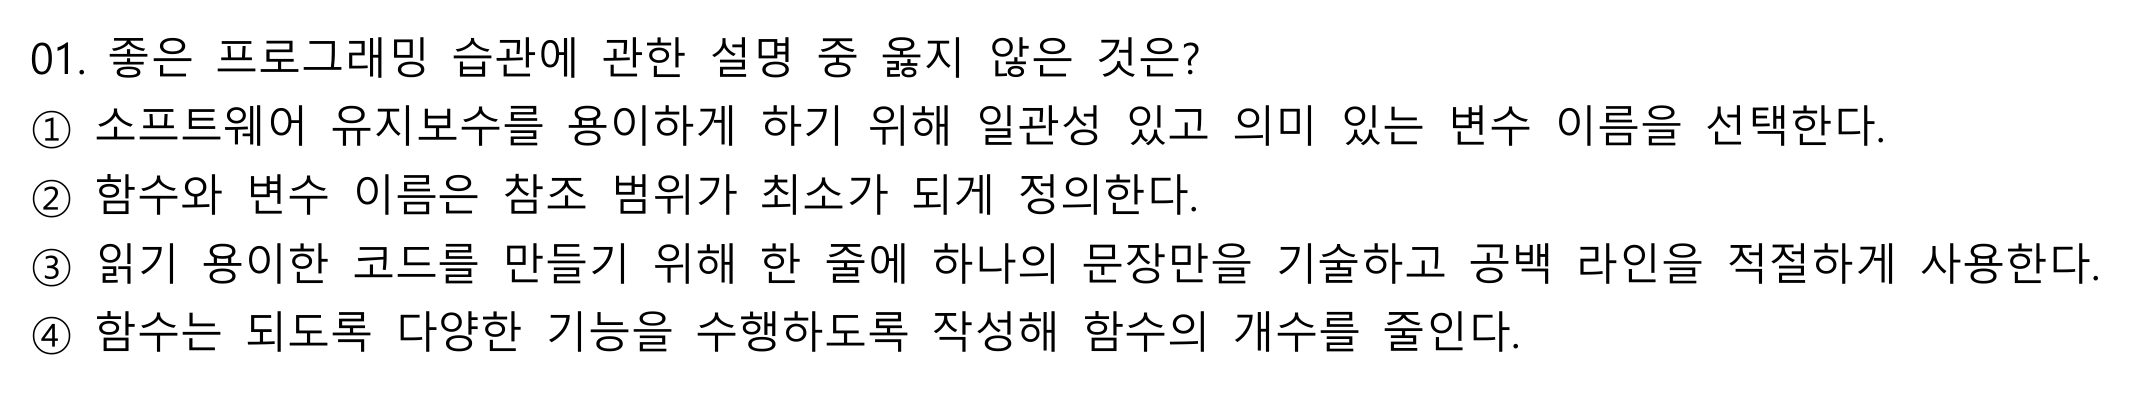 01. 좋은 프로그래밍 습관에 관한 설명 중 옳지 않은 것은?
① 소프트웨어 유지보수를 용이하게 하기 위해 일관성 있고 의미 있는 변수 이름을 선택한다.
② 함수와 변수 이름은 참조 범위가 최소가 되게 정의한다.
③ 읽기 용이한 코드를 만들기 위해 한 줄에 하나의 문장만을 기술하고 공백 라인을 적절하게 사용한다.
④ 함수는 되도록 다양한 기능을 수행하도록 작성해 함수의 개수를 줄인다.